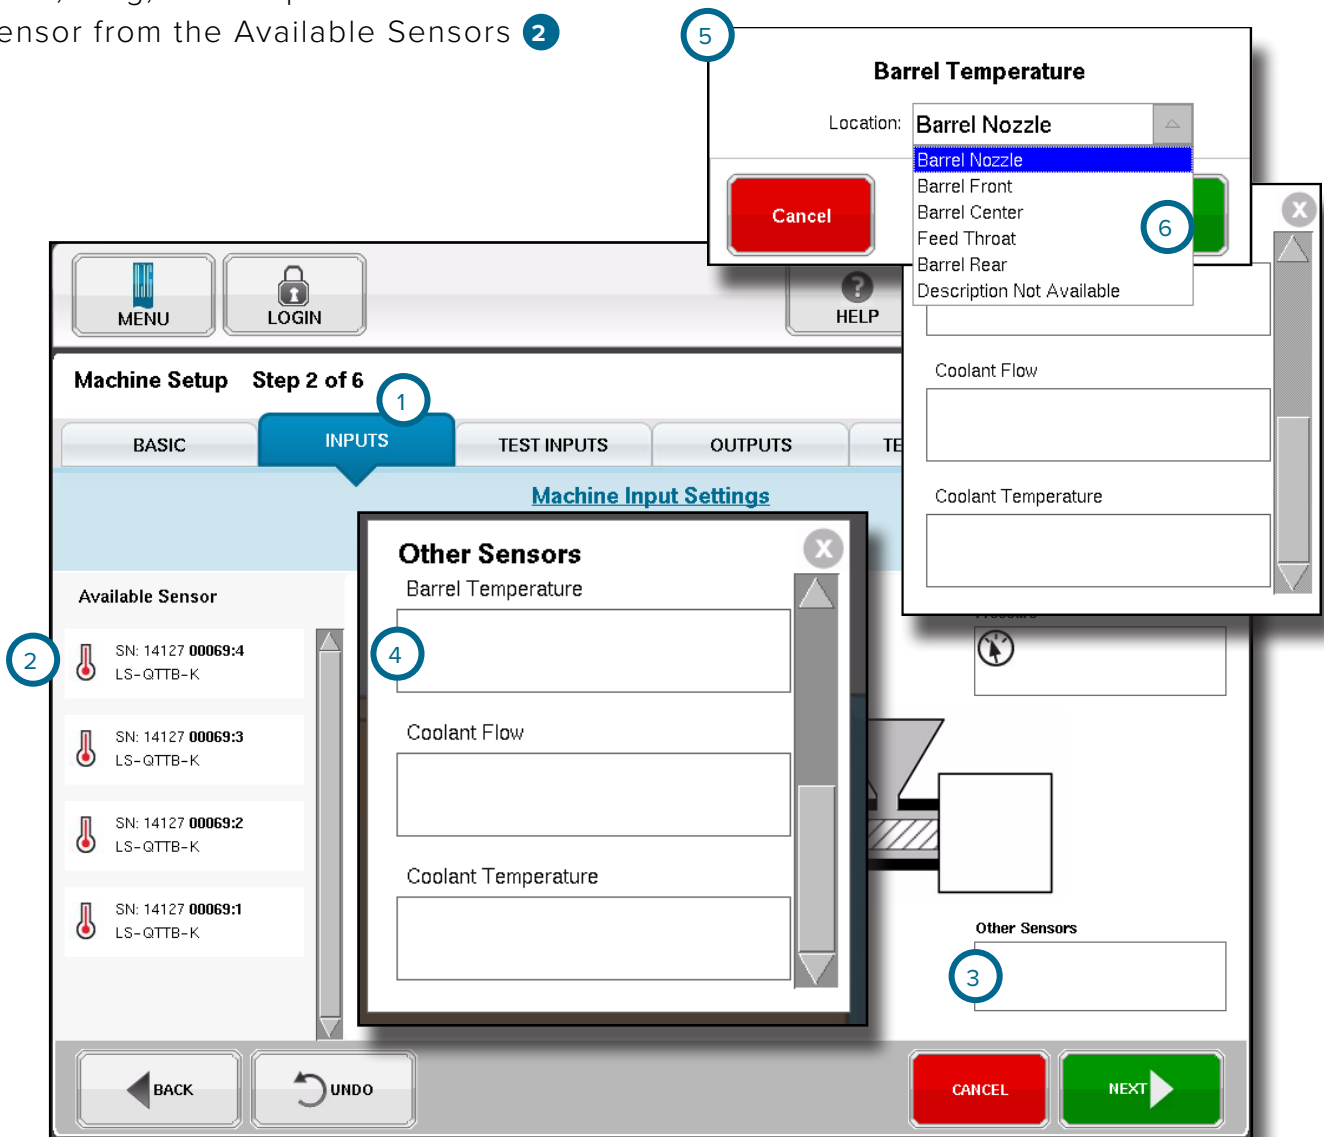 ensor from the Available Sensors 2
5
Barrel Temperature
Location: Barrel Nozzle
Barrel Nozzle
Barrel Front
Barrel Center
Feed Throat
Barrel Rear
Description Not Available
Cancel
6
X
MENU
LOGIN
HELP
Coolant Flow
Coolant Temperature
Machine Setup Step 2 of 6
1
BASIC
INPUTS
TEST INPUTS
OUTPUTS
TE
Machine Input Settings
Other Sensors
X
Barrel Temperature
4
Coolant Flow
Coolant Temperature
Available Sensor
2
SN: 14127 00069:4
LS-QTTB-K
SN: 14127 00069:3
LS-QTTB-K
SN: 14127 00069:2
LS-QTTB-K
SN: 14127 00069:1
LS-QTTB-K
Other Sensors
3
BACK
UNDO
CANCEL
NEXT